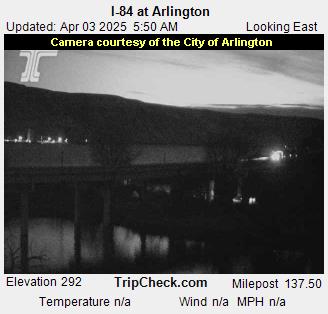 I-84 at Arlington
Updated: Apr 03 2025 5:50 AM Looking East
Camera courtesy of the City of Arlington
Elevation 292 TripCheck.com Milepost 137.50
Temperature n/a Wind n/a MPH n/a